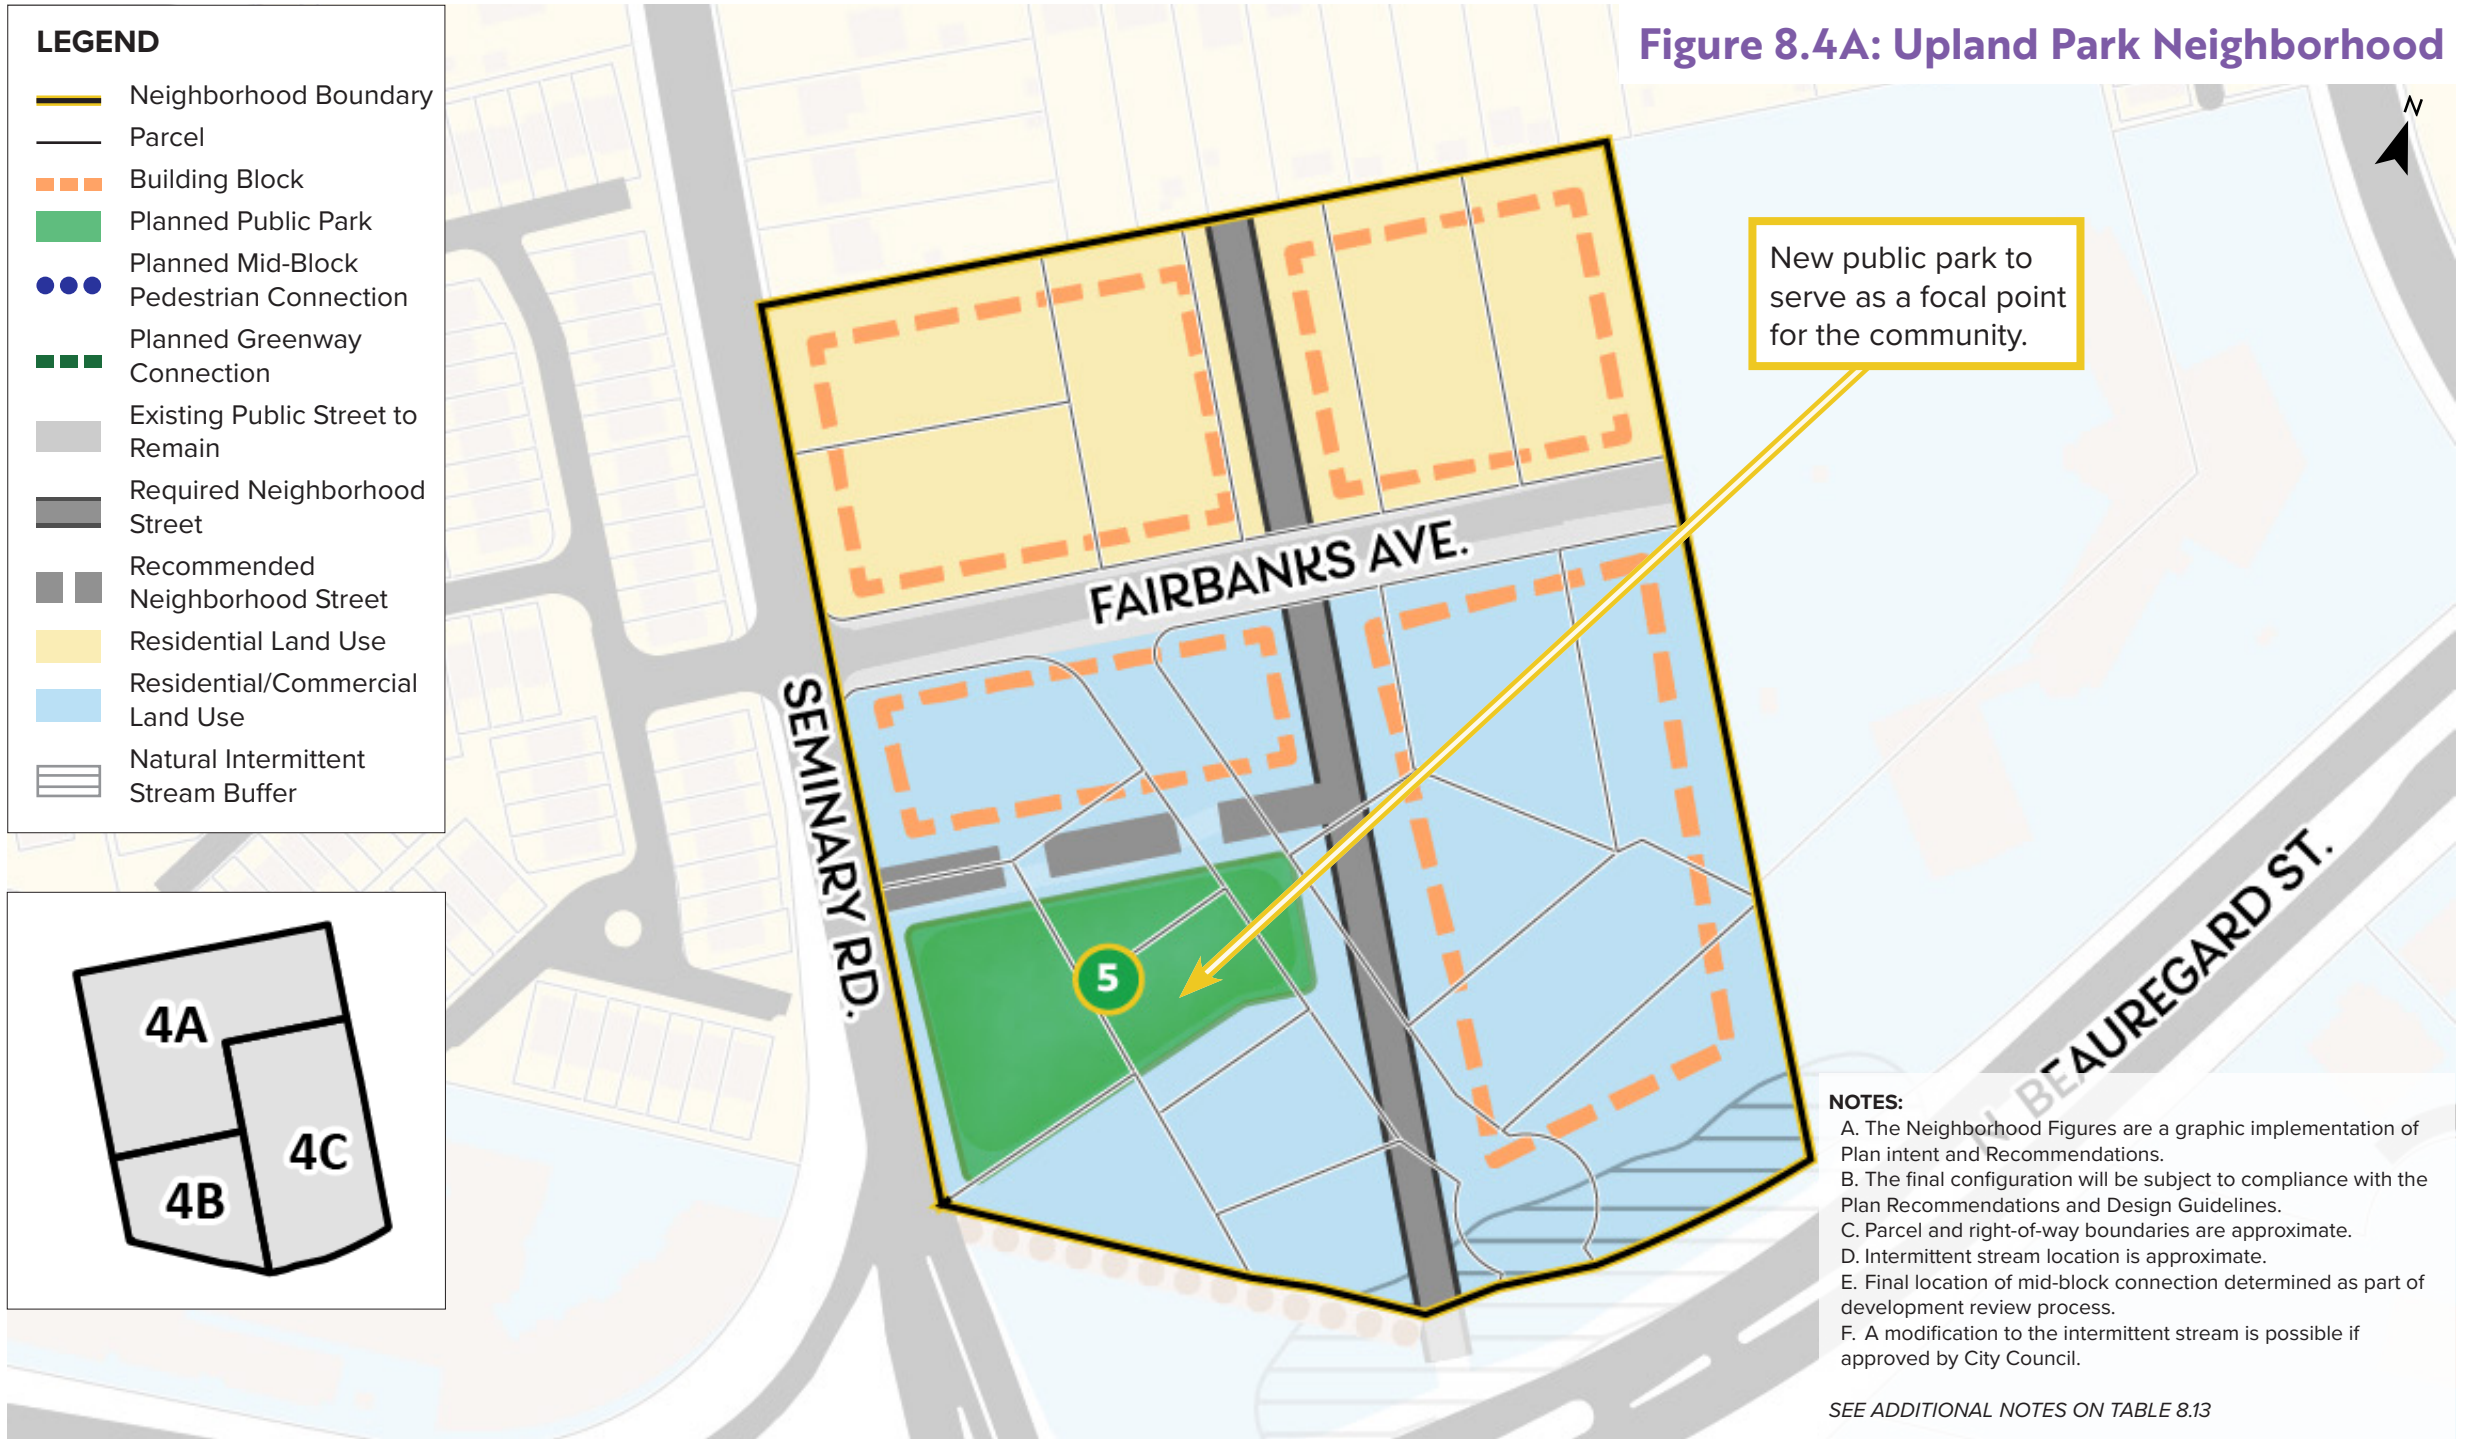 Figure 8.4A: Upland Park Neighborhood
LEGEND
Neighborhood Boundary
Parcel
Building Block
Planned Public Park
Planned Mid-Block
Pedestrian Connection
Planned Greenway
Connection
Existing Public Street to
Remain
Required Neighborhood
Street
Recommended
Neighborhood Street
Residential Land Use
Residential/Commercial
Land Use
Natural Intermittent
Stream Buffer
N
New public park to
serve as a focal point
for the community.
FAIRBANKS AVE.
SEMINARY RD.
5
N BEAUREGARD ST.
4A
4B
4C
NOTES:
A. The Neighborhood Figures are a graphic implementation of
Plan intent and Recommendations.
B. The final configuration will be subject to compliance with the
Plan Recommendations and Design Guidelines.
C. Parcel and right-of-way boundaries are approximate.
D. Intermittent stream location is approximate.
E. Final location of mid-block connection determined as part of
development review process.
F. A modification to the intermittent stream is possible if
approved by City Council.
SEE ADDITIONAL NOTES ON TABLE 8.13